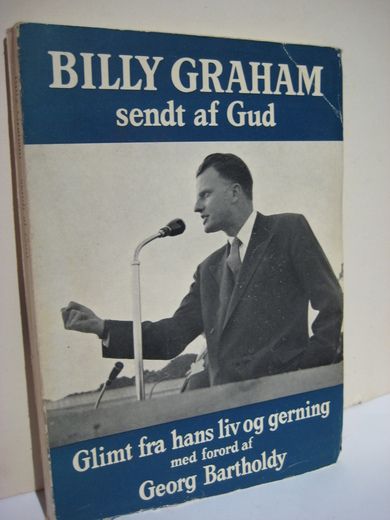 BILLY GRAHAM
sendt af Gud
Glimt fra hans liv og gerning
med forord af
Georg Bartholdy